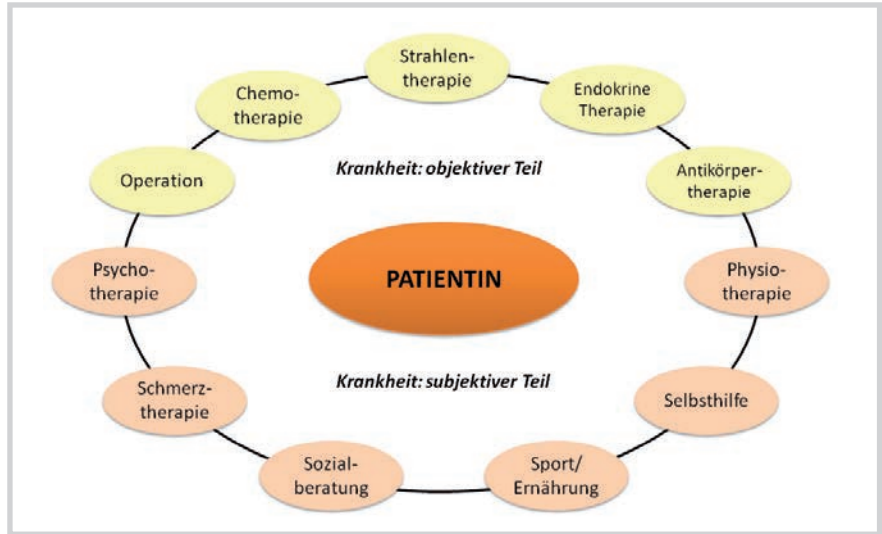 Strahlen-
therapie
Chemo-
therapie
Endokrine
Therapie
Operation
Krankheit: objektiver Teil
Antikörper-
therapie
Psycho-
therapie
PATIENTIN
Physio-
therapie
Krankheit: subjektiver Teil
Schmerz-
therapie
Selbsthilfe
Sozial-
beratung
Sport/
Ernährung